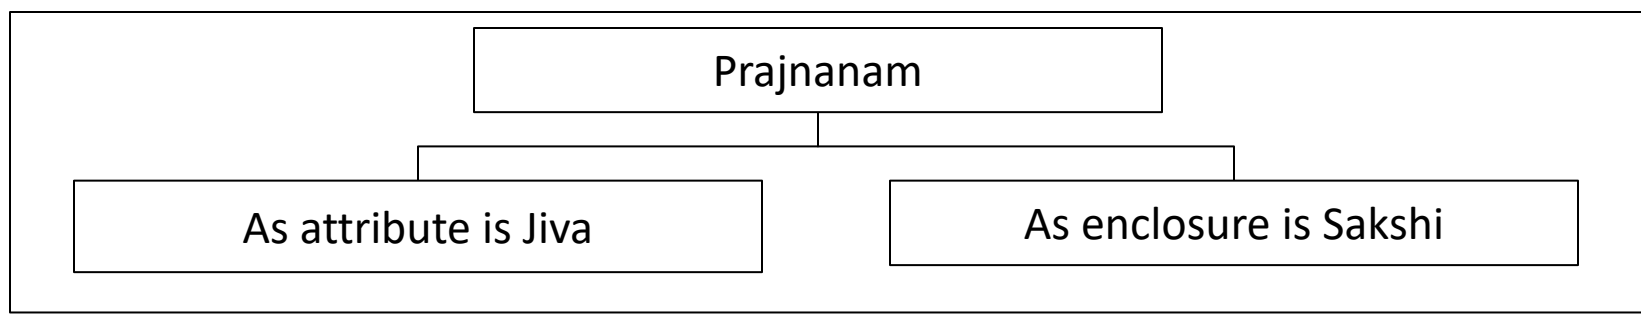 Prajnanam
As attribute is Jiva
As enclosure is Sakshi